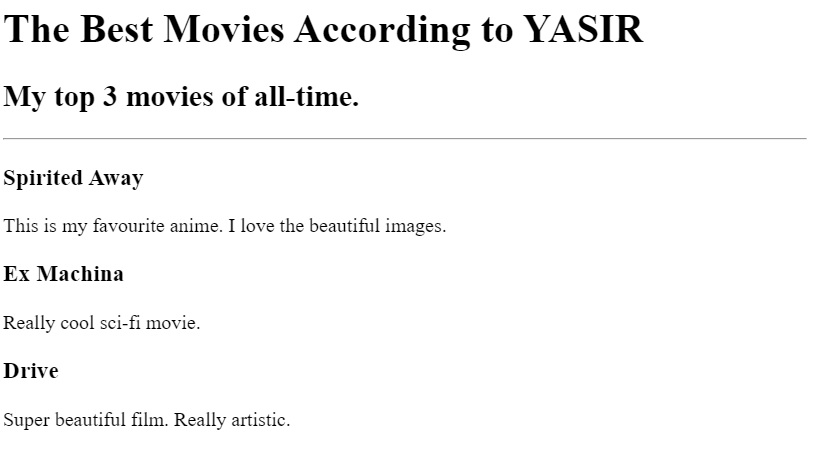 The Best Movies According to YASIR
My top 3 movies of all-time.
Spirited Away
This is my favourite anime. I love the beautiful images.
Ex Machina
Really cool sci-fi movie.
Drive
Super beautiful film. Really artistic.